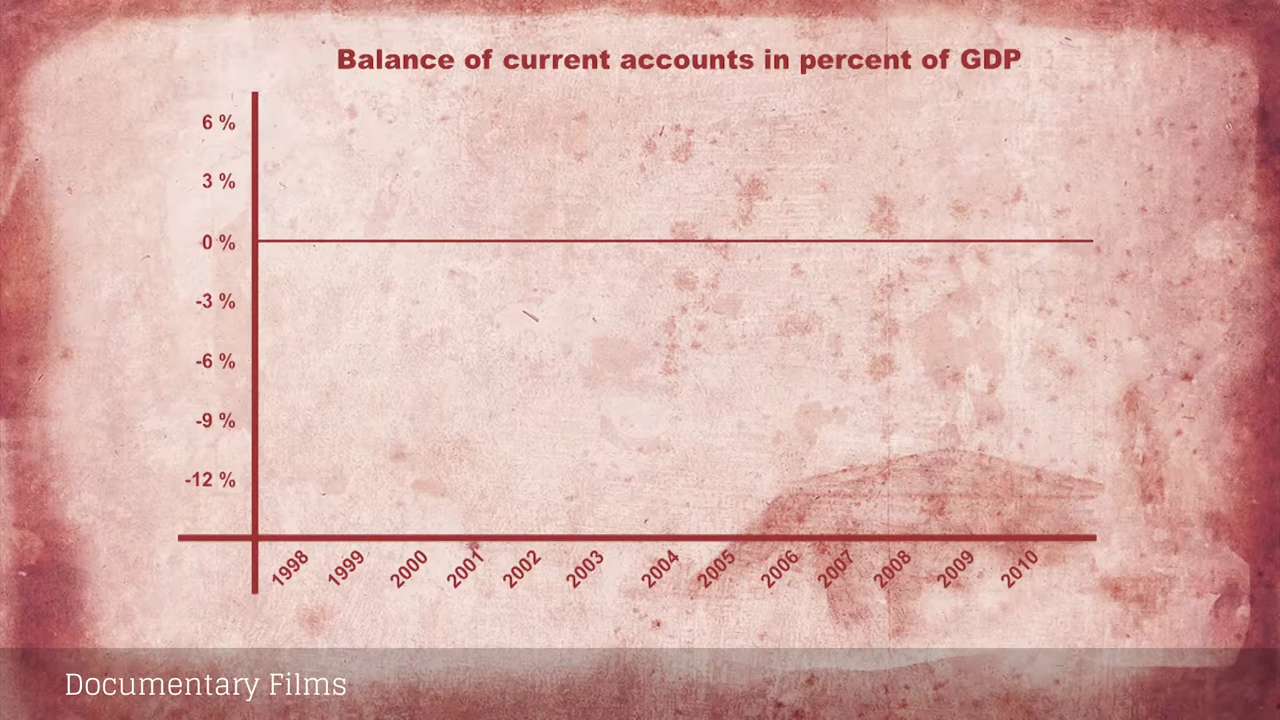 Balance of current accounts in percent of GDP
6 %
3 %
0 %
-3 %
-6 %
-9 %
-12 %
1998 1999 2000 2001 2002 2003 2004 2005 2006 2007 2008 2009 2010
Documentary Films